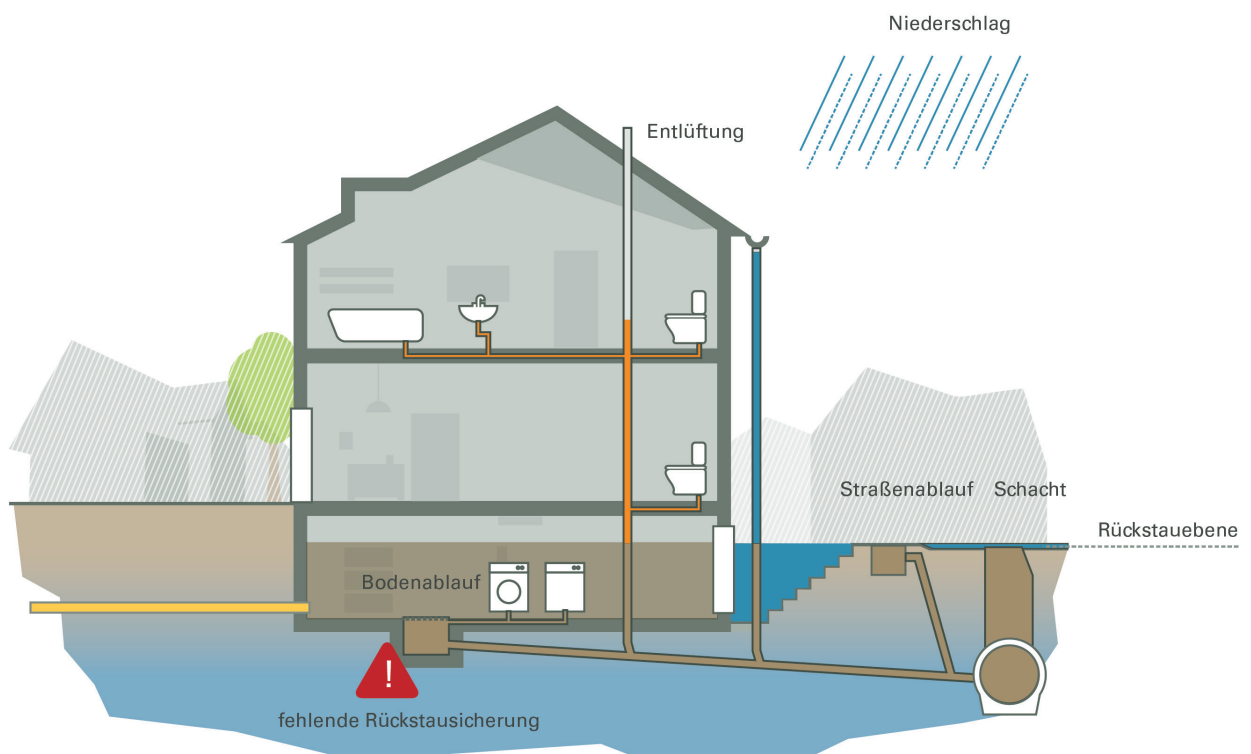 Niederschlag
Entlüftung
Straßenablauf
Schacht
Rückstauebene
Bodenablauf
!
fehlende Rückstausicherung